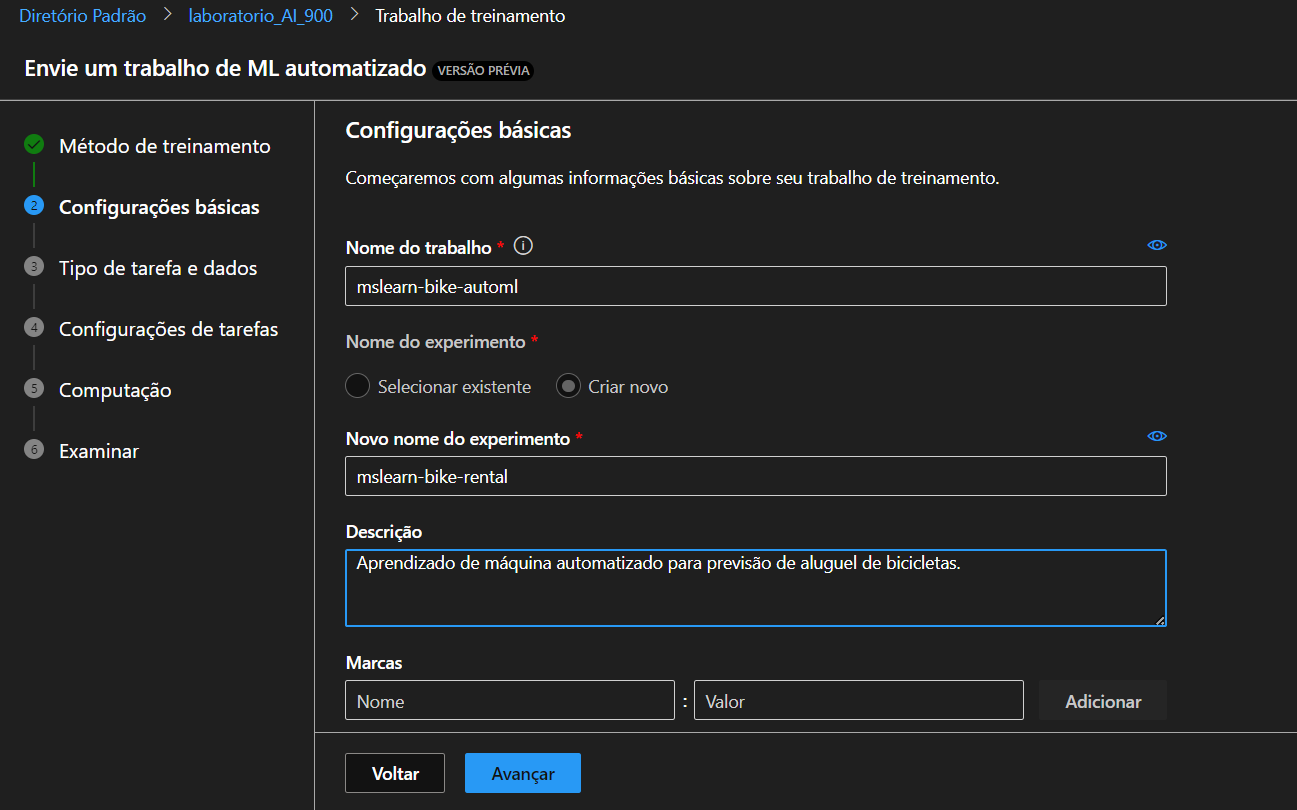 Diretório Padrão > laboratorio_AI_900 > Trabalho de treinamento
Envie um trabalho de ML automatizado VERSÃO PRÉVIA
Método de treinamento
2 Configurações básicas
3 Tipo de tarefa e dados
4 Configurações de tarefas
5 Computação
6 Examinar
Configurações básicas
Começaremos com algumas informações básicas sobre seu trabalho de treinamento.
Nome do trabalho *
mslearn-bike-automl
Nome do experimento *
Selecionar existente Criar novo
Novo nome do experimento *
mslearn-bike-rental
Descrição
Aprendizado de máquina automatizado para previsão de aluguel de bicicletas.
Marcas
Nome : Valor Adicionar
Voltar Avançar